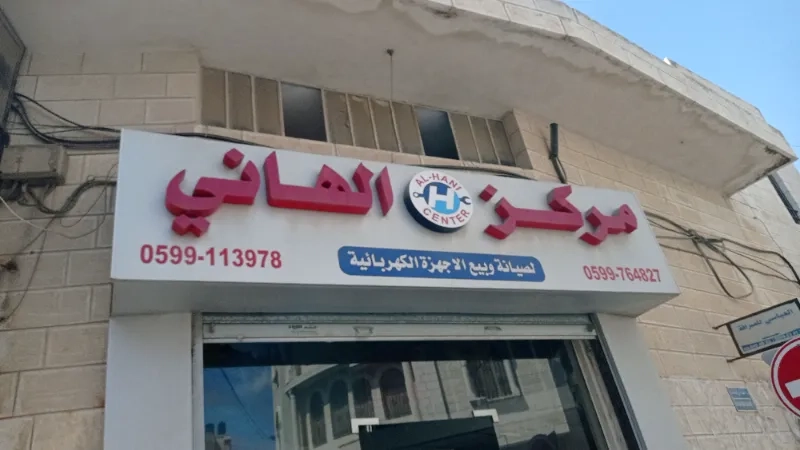 مركز الهاني
AL-HANI
H
CENTER
لصيانة وبيع الاجهزة الكهربائية
0599-764827
0599-113978